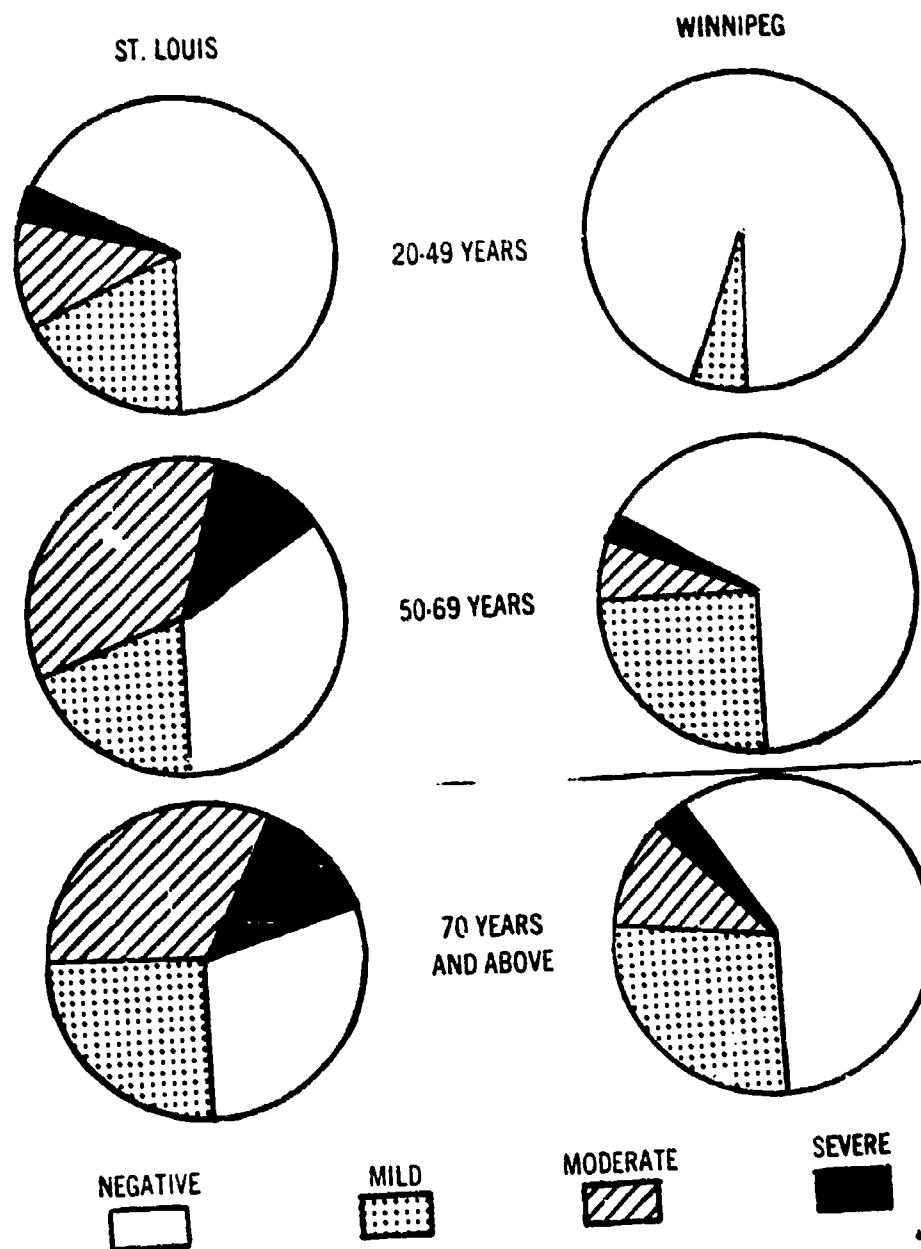 ST. LOUIS
WINNIPEG
20-49 YEARS
50-69 YEARS
70 YEARS
AND ABOVE
NEGATIVE
MILD
MODERATE
SEVERE